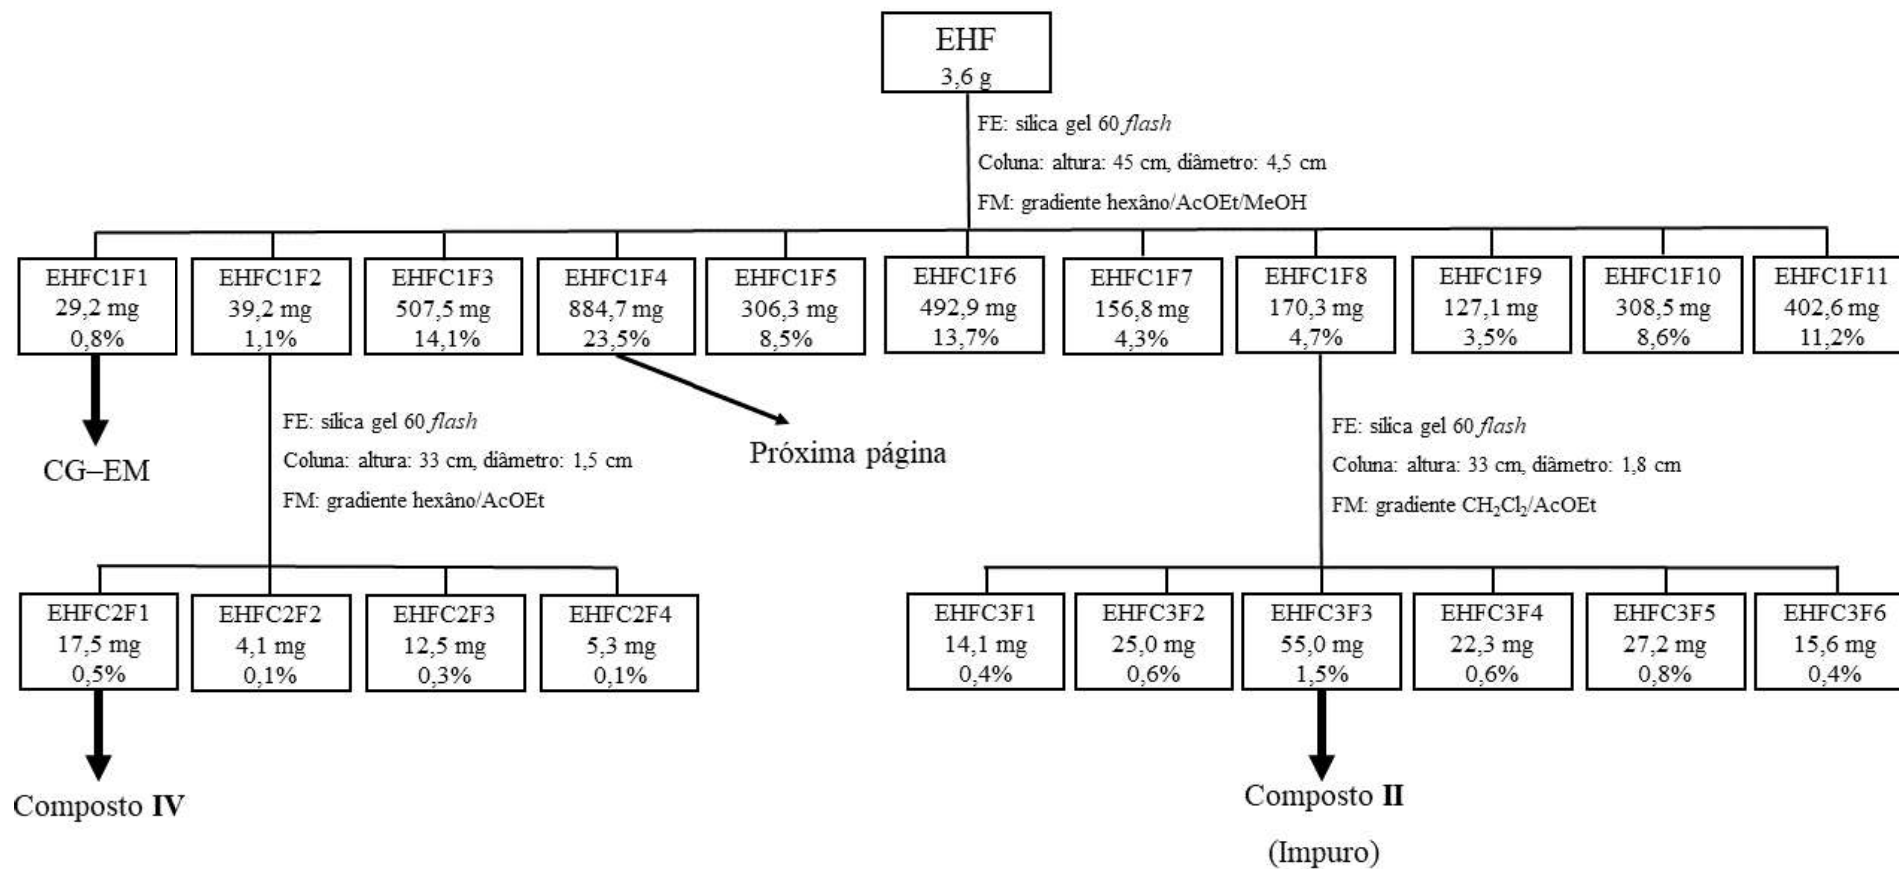 EHF
3,6 g
FE: sílica gel 60 flash
Coluna: altura: 45 cm, diâmetro: 4,5 cm
FM: gradiente hexâno/AcOEt/MeOH
EHFC1F1
29,2 mg
0,8%
EHFC1F2
39,2 mg
1,1%
EHFC1F3
507,5 mg
14,1%
EHFC1F4
884,7 mg
23,5%
EHFC1F5
306,3 mg
8,5%
EHFC1F6
492,9 mg
13,7%
EHFC1F7
156,8 mg
4,3%
EHFC1F8
170,3 mg
4,7%
EHFC1F9
127,1 mg
3,5%
EHFC1F10
308,5 mg
8,6%
EHFC1F11
402,6 mg
11,2%
CG–EM
FE: sílica gel 60 flash
Coluna: altura: 33 cm, diâmetro: 1,5 cm
FM: gradiente hexâno/AcOEt
Próxima página
FE: sílica gel 60 flash
Coluna: altura: 33 cm, diâmetro: 1,8 cm
FM: gradiente CH₂Cl₂/AcOEt
EHFC2F1
17,5 mg
0,5%
EHFC2F2
4,1 mg
0,1%
EHFC2F3
12,5 mg
0,3%
EHFC2F4
5,3 mg
0,1%
EHFC3F1
14,1 mg
0,4%
EHFC3F2
25,0 mg
0,6%
EHFC3F3
55,0 mg
1,5%
EHFC3F4
22,3 mg
0,6%
EHFC3F5
27,2 mg
0,8%
EHFC3F6
15,6 mg
0,4%
Composto IV
Composto II
(Impuro)